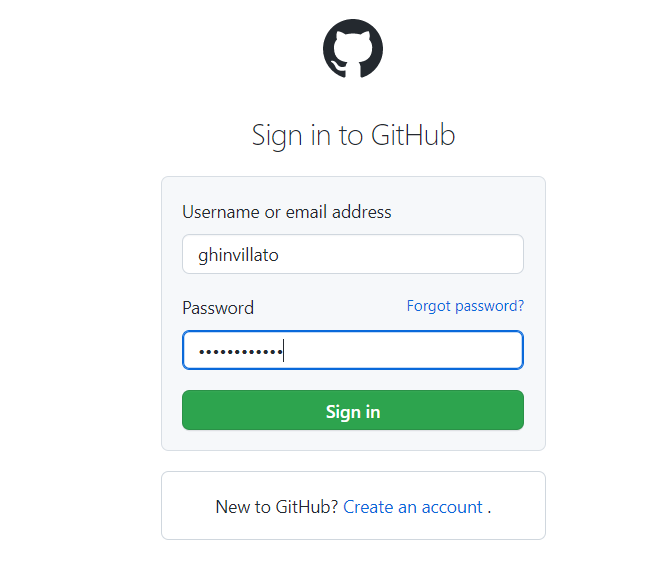 Sign in to GitHub
Username or email address
ghinvillato
Password
Forgot password?
••••••••••••
Sign in
New to GitHub? Create an account .